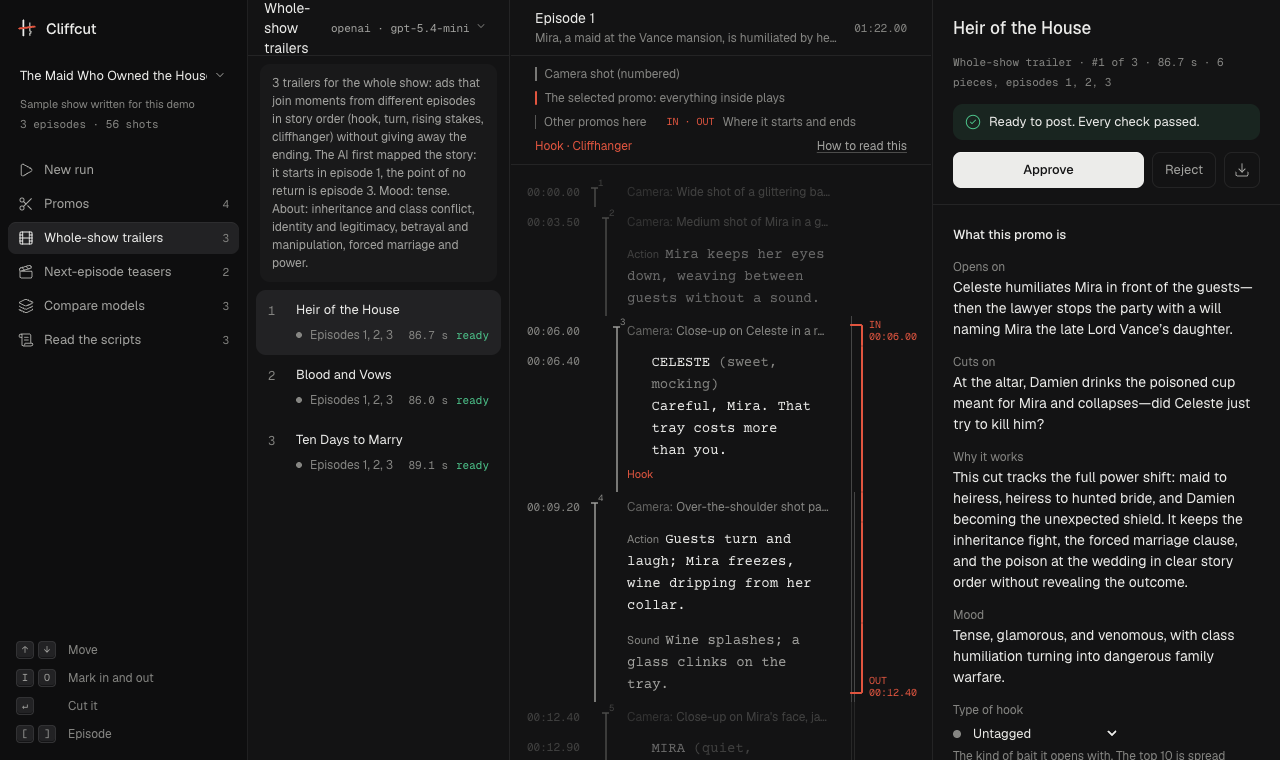 Cliffcut
The Maid Who Owned the Hous
Sample show written for this demo
3 episodes · 56 shots
New run
Promos 4
Whole-show trailers 3
Next-episode teasers 2
Compare models 3
Read the scripts 3
↑ ↓ Move
I O Mark in and out
↵ Cut it
[ ] Episode
Whole-
show
trailers
openai · gpt-5.4-mini
3 trailers for the whole show: ads that
join moments from different episodes
in story order (hook, turn, rising stakes,
cliffhanger) without giving away the
ending. The AI first mapped the story:
it starts in episode 1, the point of no
return is episode 3. Mood: tense.
About: inheritance and class conflict,
identity and legitimacy, betrayal and
manipulation, forced marriage and
power.
1 Heir of the House
Episodes 1, 2, 3 86.7 s ready
2 Blood and Vows
Episodes 1, 2, 3 86.0 s ready
3 Ten Days to Marry
Episodes 1, 2, 3 89.1 s ready
Episode 1
Mira, a maid at the Vance mansion, is humiliated by he…
01:22.00
Camera shot (numbered)
The selected promo: everything inside plays
Other promos here IN · OUT Where it starts and ends
Hook · Cliffhanger How to read this
00:00.00 1 Camera: Wide shot of a glittering ba…
00:03.50 2 Camera: Medium shot of Mira in a g…
Action Mira keeps her eyes
down, weaving between
guests without a sound.
00:06.00 3 Camera: Close-up on Celeste in a r…
IN
00:06.00
00:06.40 CELESTE (sweet,
mocking)
Careful, Mira. That
tray costs more
than you.
Hook
00:09.20 4 Camera: Over-the-shoulder shot pa…
Action Guests turn and
laugh; Mira freezes,
wine dripping from her
collar.
Sound Wine splashes; a
glass clinks on the
tray.
OUT
00:12.40
00:12.40 5 Camera: Close-up on Mira's face, ja…
00:12.90 MIRA (quiet,
Heir of the House
Whole-show trailer · #1 of 3 · 86.7 s · 6
pieces, episodes 1, 2, 3
Ready to post. Every check passed.
Approve Reject
What this promo is
Opens on
Celeste humiliates Mira in front of the guests—
then the lawyer stops the party with a will
naming Mira the late Lord Vance's daughter.
Cuts on
At the altar, Damien drinks the poisoned cup
meant for Mira and collapses—did Celeste just
try to kill him?
Why it works
This cut tracks the full power shift: maid to
heiress, heiress to hunted bride, and Damien
becoming the unexpected shield. It keeps the
inheritance fight, the forced marriage clause,
and the poison at the wedding in clear story
order without revealing the outcome.
Mood
Tense, glamorous, and venomous, with class
humiliation turning into dangerous family
warfare.
Type of hook
Untagged
The kind of bait it opens with. The top 10 is spread